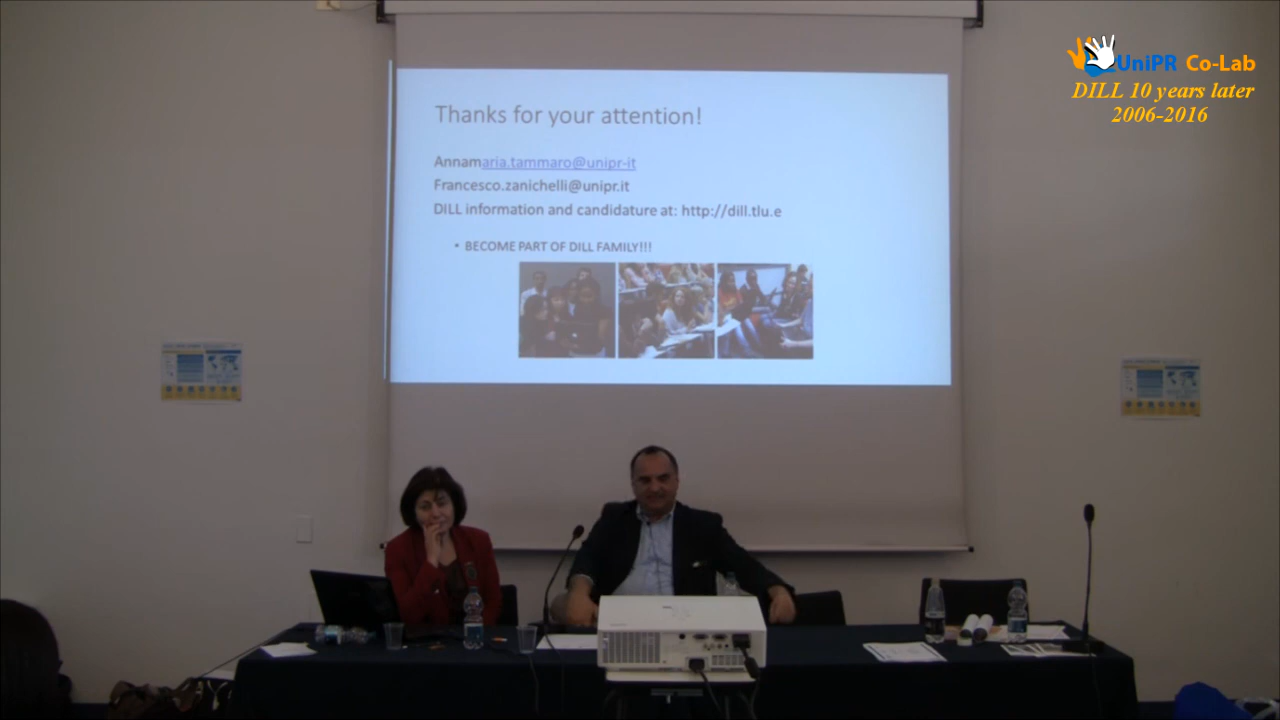 UniPR Co-Lab
DILL 10 years later
2006-2016
Thanks for your attention!
Annamaria.tammaro@unipr-it
Francesco.zanichelli@unipr.it
DILL information and candidature at: http://dill.tlu.e
• BECOME PART OF DILL FAMILY!!!